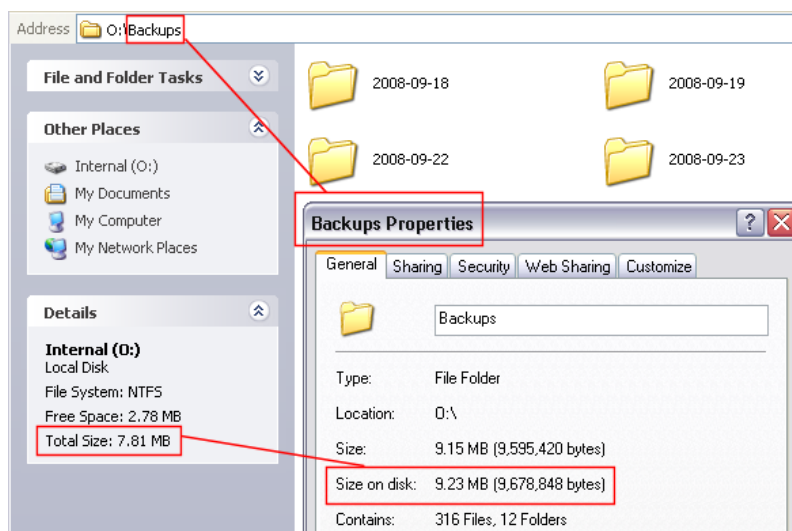 Address O:\Backups
File and Folder Tasks
Other Places
Internal (O:)
My Documents
My Computer
My Network Places
Details
Internal (O:)
Local Disk
File System: NTFS
Free Space: 2.78 MB
Total Size: 7.81 MB
2008-09-18
2008-09-19
2008-09-22
2008-09-23
Backups Properties
General Sharing Security Web Sharing Customize
Backups
Type: File Folder
Location: O:\
Size: 9.15 MB (9,595,420 bytes)
Size on disk: 9.23 MB (9,678,848 bytes)
Contains: 316 Files, 12 Folders